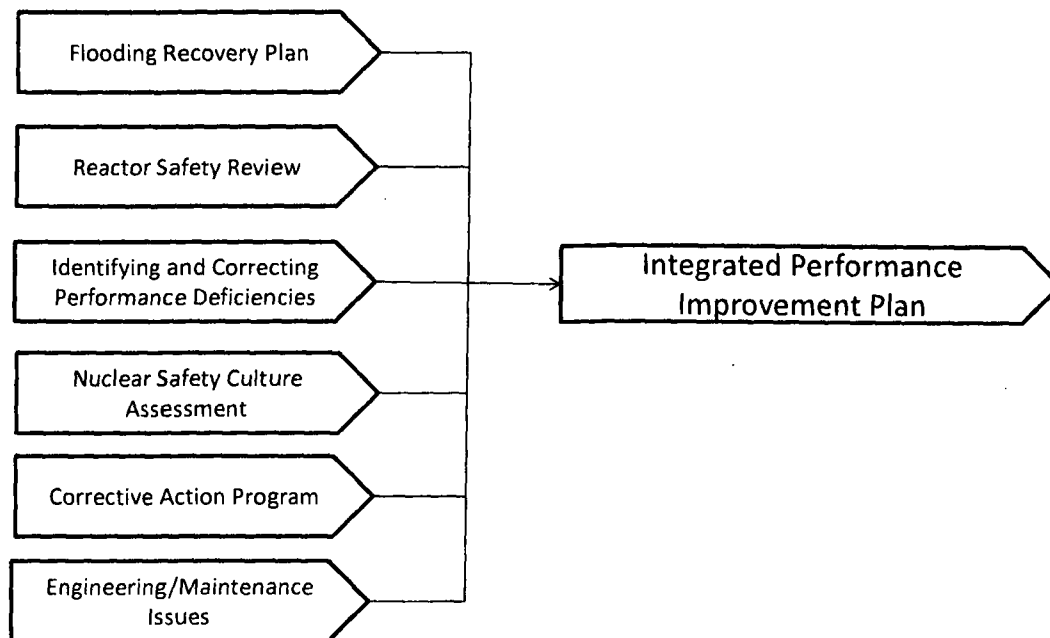 Flooding Recovery Plan
Reactor Safety Review
Identifying and Correcting
Performance Deficiencies
Nuclear Safety Culture
Assessment
Corrective Action Program
Engineering/Maintenance
Issues
Integrated Performance
Improvement Plan